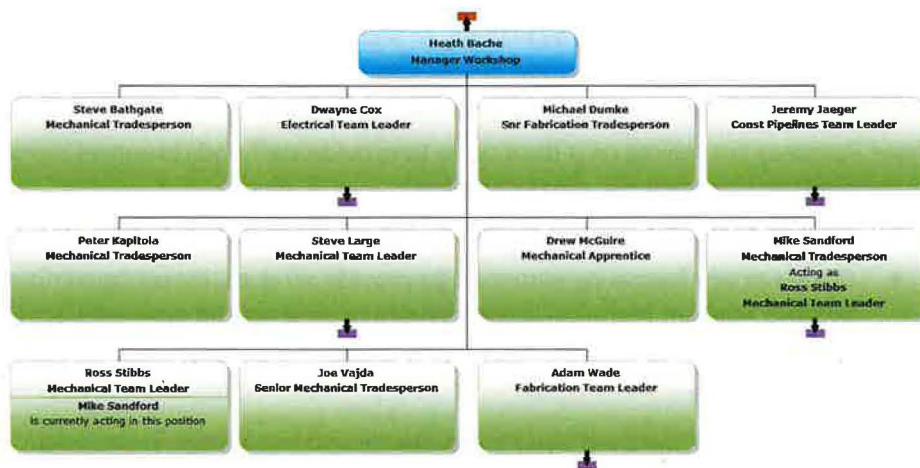 Heath Bache
Manager Workshop
Steve Bathgate
Mechanical Tradesperson
Dwayne Cox
Electrical Team Leader
Michael Dumke
Snr Fabrication Tradesperson
Jeremy Jaeger
Const Pipelines Team Leader
Peter Kapitola
Mechanical Tradesperson
Steve Large
Mechanical Team Leader
Drew McGuire
Mechanical Apprentice
Mike Sandford
Mechanical Tradesperson
Acting as
Ross Stibbs
Mechanical Team Leader
Ross Stibbs
Mechanical Team Leader
Mike Sandford
is currently acting in this position
Joe Vajda
Senior Mechanical Tradesperson
Adam Wade
Fabrication Team Leader